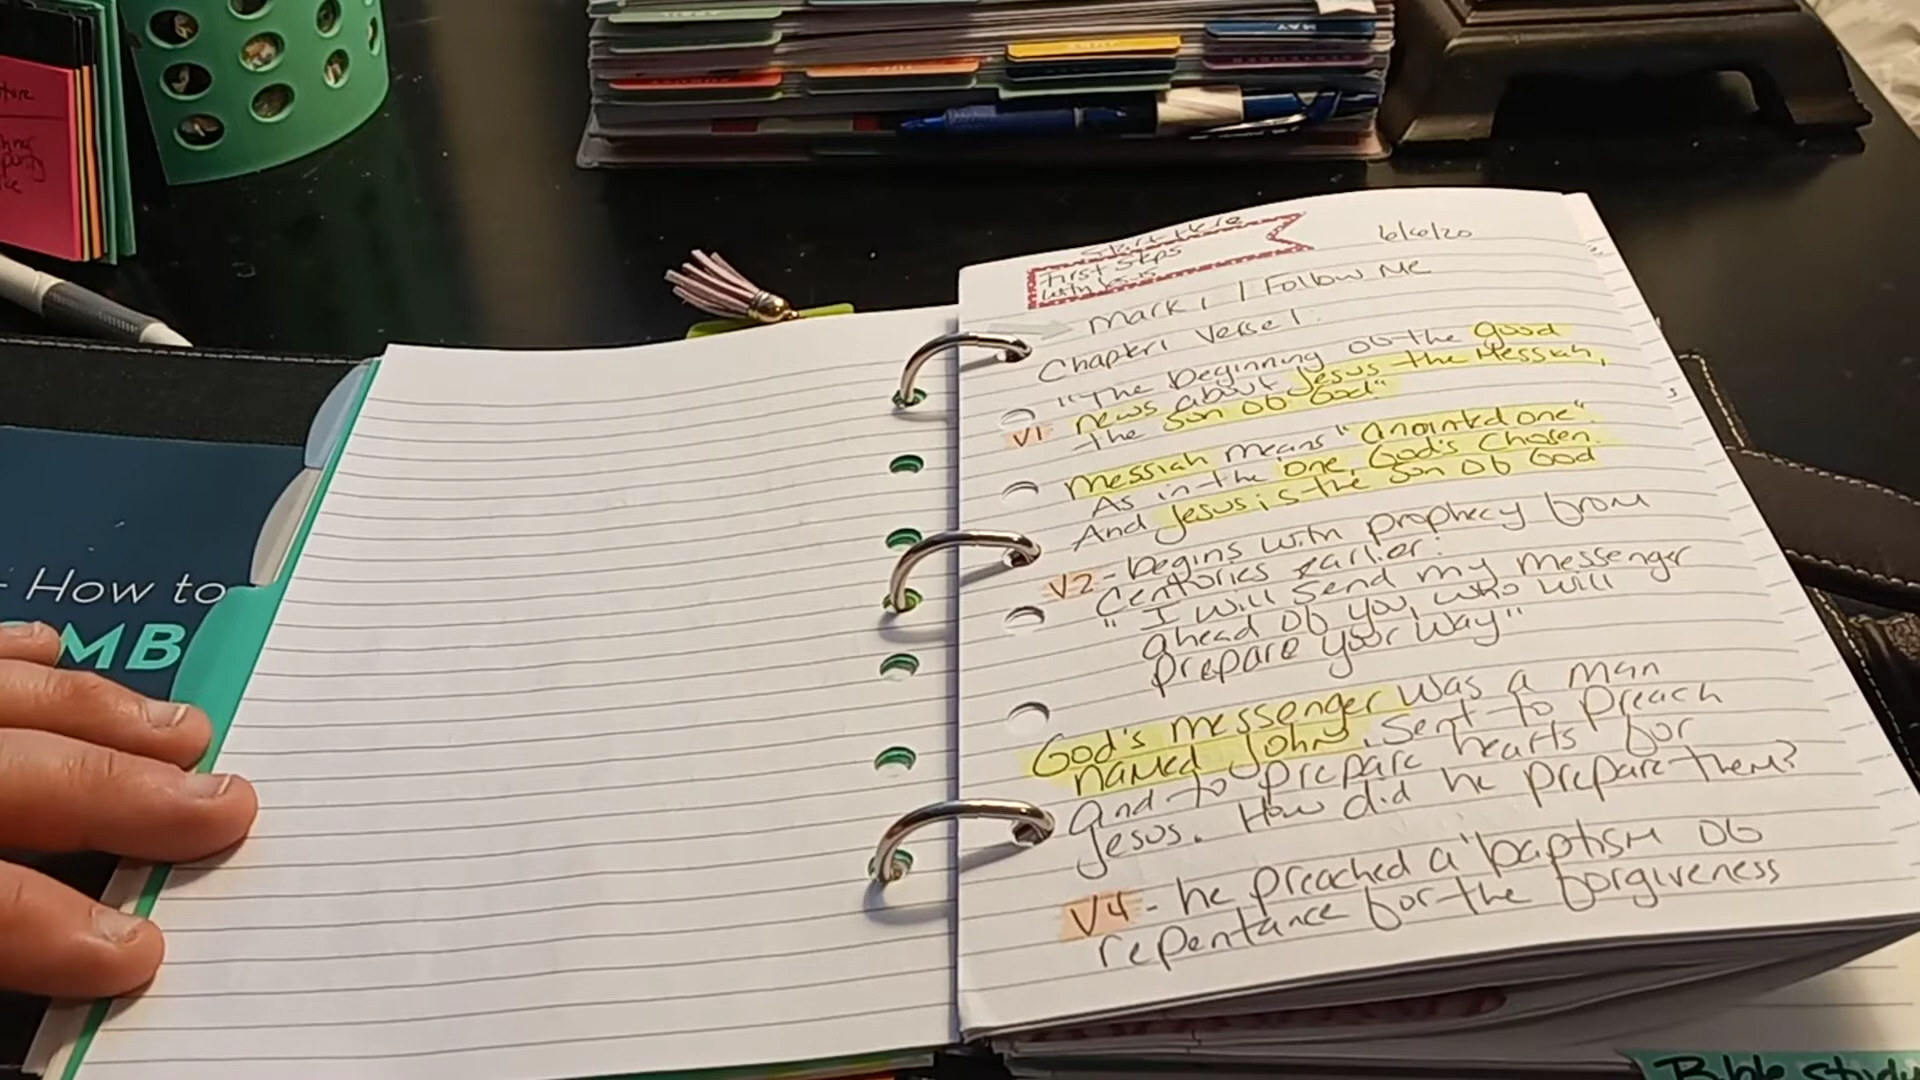 First Steps
with Jesus
6/6/20
Mark 1 | Follow Me
Chapter 1 Verse 1:
"The beginning of the good
V1 news about Jesus the Messiah,
the Son of God"
Messiah means "anointed one".
As in the one, God's Chosen.
And Jesus is the Son of God
V2 - begins with prophecy from
Centuries earlier:
"I will send my messenger
ahead of you, who will
prepare your way"
God's messenger was a man
named John, sent to preach
and to prepare hearts for
Jesus. How did he prepare them?
V4 - he preached a "baptism of
repentance for the forgiveness
How to
OMB
MAY
Bible Study